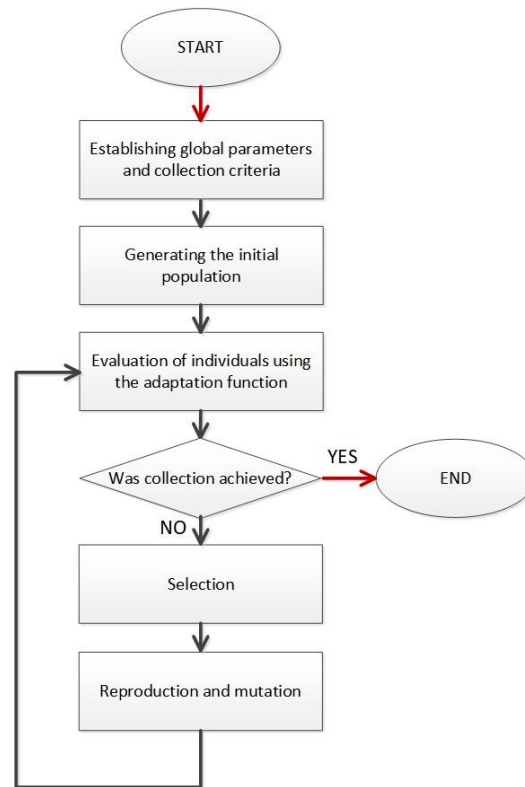 START
Establishing global parameters
and collection criteria
Generating the initial
population
Evaluation of individuals using
the adaptation function
Was collection achieved?
YES
END
NO
Selection
Reproduction and mutation